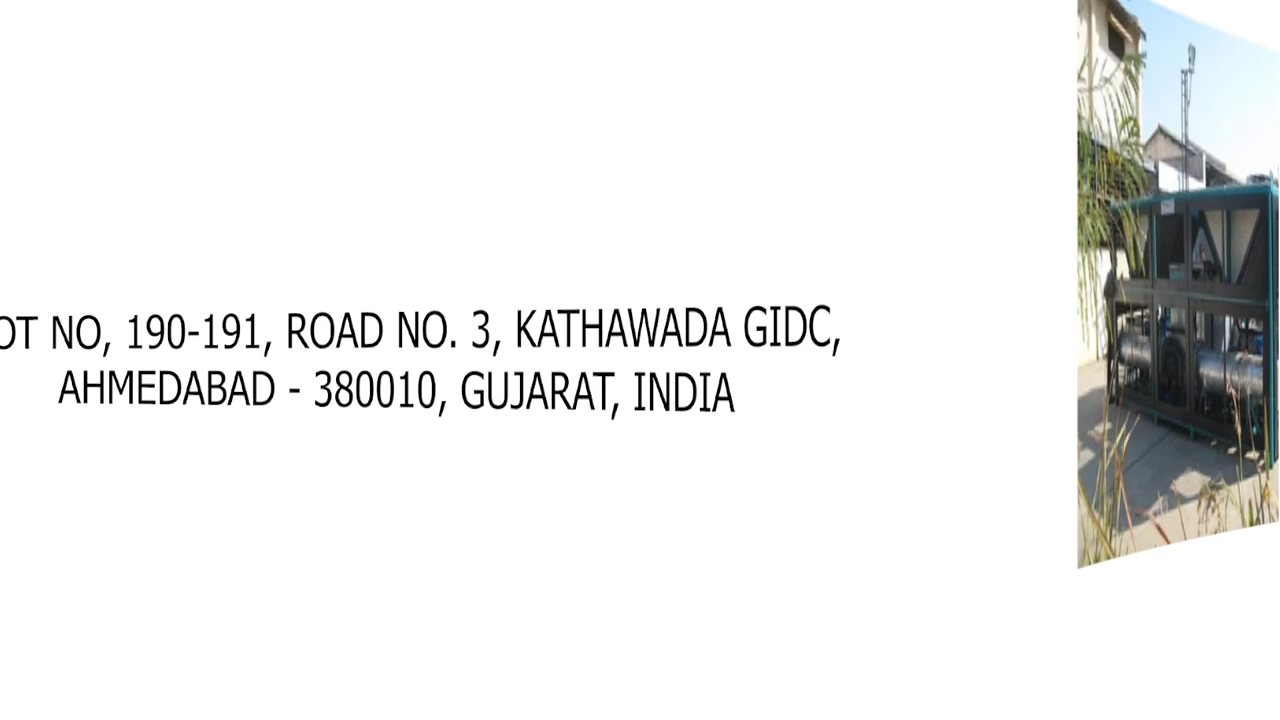 OT NO, 190-191, ROAD NO. 3, KATHAWADA GIDC,
AHMEDABAD - 380010, GUJARAT, INDIA